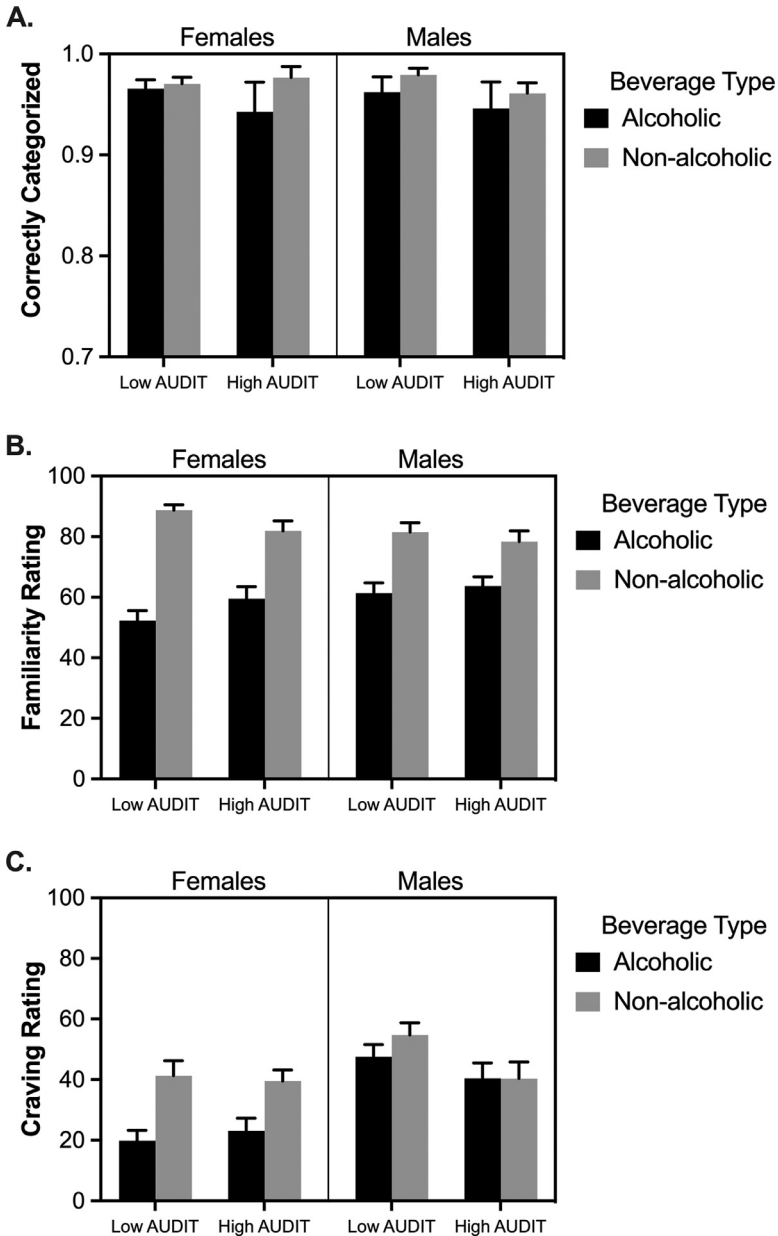 A.
Females Males
Correctly Categorized
1.0
0.9
0.8
0.7
Low AUDIT High AUDIT Low AUDIT High AUDIT
Beverage Type
Alcoholic
Non-alcoholic
B.
Females Males
Familiarity Rating
100
80
60
40
20
0
Low AUDIT High AUDIT Low AUDIT High AUDIT
Beverage Type
Alcoholic
Non-alcoholic
C.
Females Males
Craving Rating
100
80
60
40
20
0
Low AUDIT High AUDIT Low AUDIT High AUDIT
Beverage Type
Alcoholic
Non-alcoholic